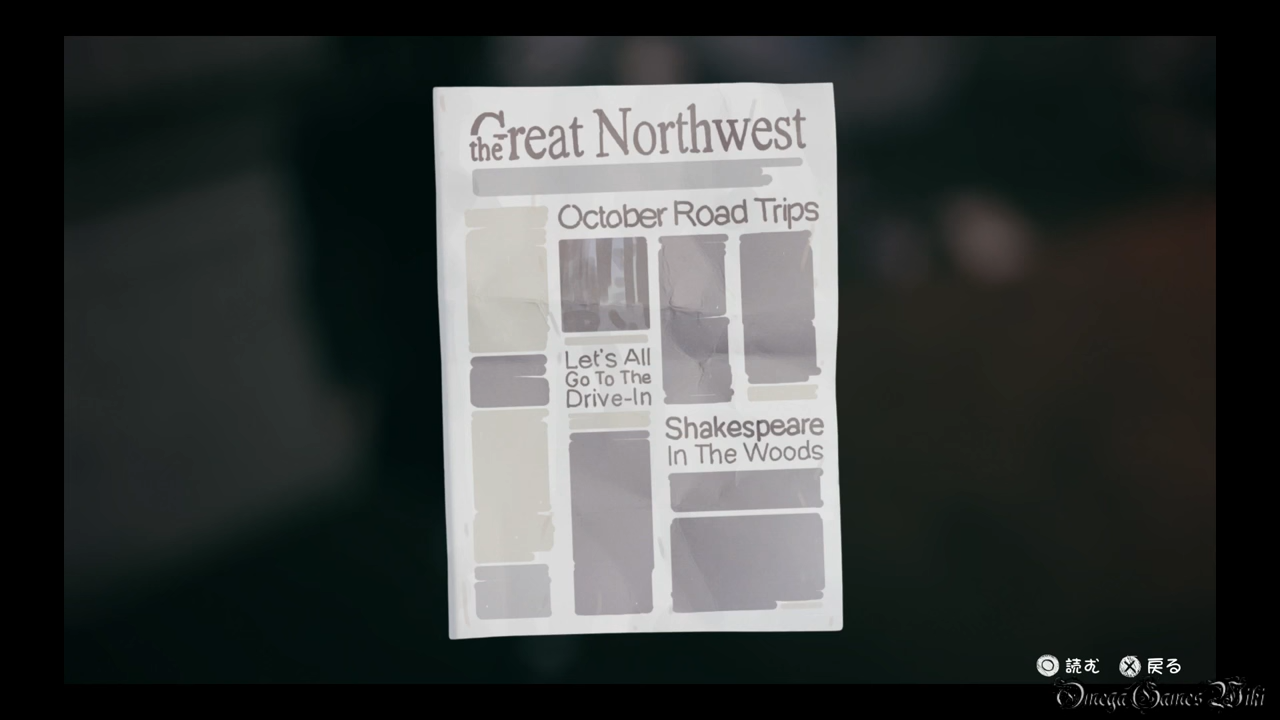 the Great Northwest
October Road Trips
Let's All
Go To The
Drive-In
Shakespeare
In The Woods
読む 戻る
Omega Games Wiki